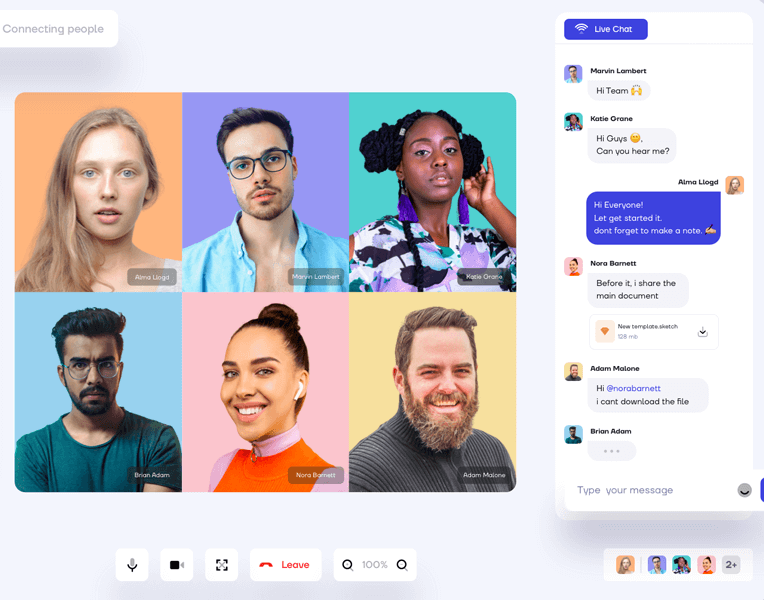 Connecting people
Live Chat
Alma Llogd
Marvin Lambert
Katie Orane
Brian Adam
Nora Barnett
Adam Malone
Marvin Lambert
Hi Team 🙌
Katie Orane
Hi Guys 😊,
Can you hear me?
Alma Llogd
Hi Everyone!
Let get started it.
dont forget to make a note. ✍️
Nora Barnett
Before it, i share the
main document
New template.sketch
128 mb
Adam Malone
Hi @norabarnett
i cant download the file
Brian Adam
Type your message
Leave
100%
2+